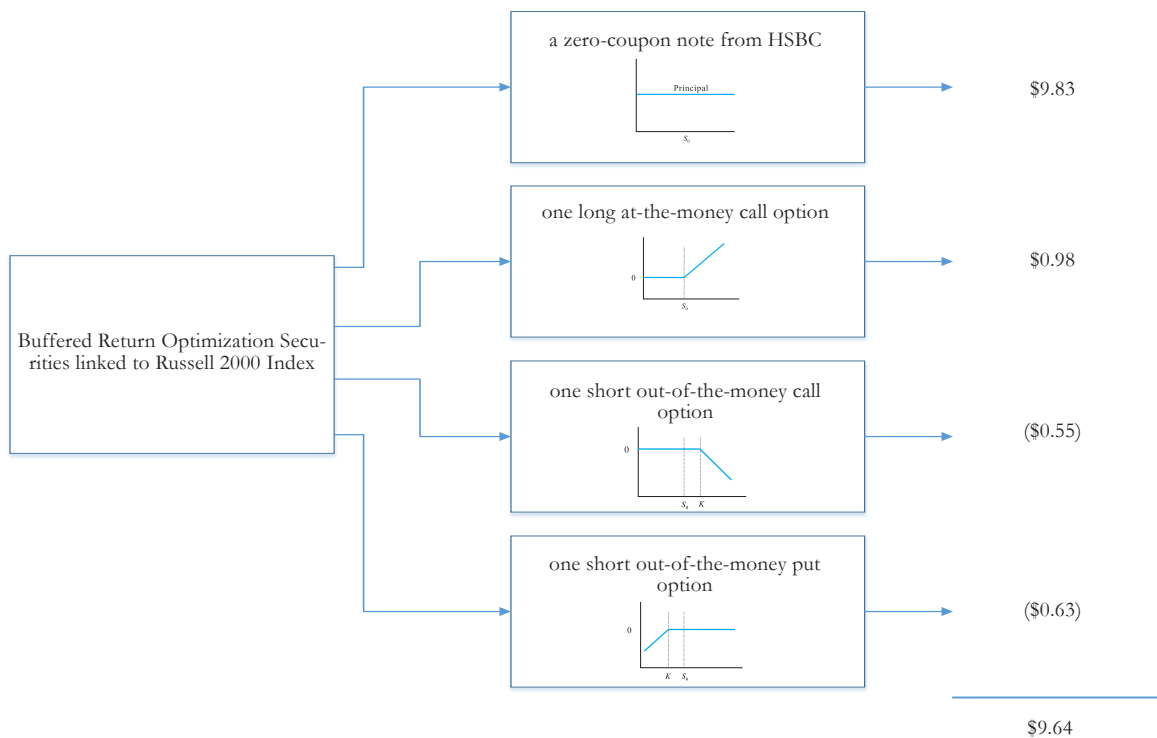 a zero-coupon note from HSBC
Principal
S₀
$9.83
one long at-the-money call option
0
S₀
$0.98
Buffered Return Optimization Secu-
rities linked to Russell 2000 Index
one short out-of-the-money call
option
0
S₀ K
($0.55)
one short out-of-the-money put
option
0
K S₀
($0.63)
$9.64